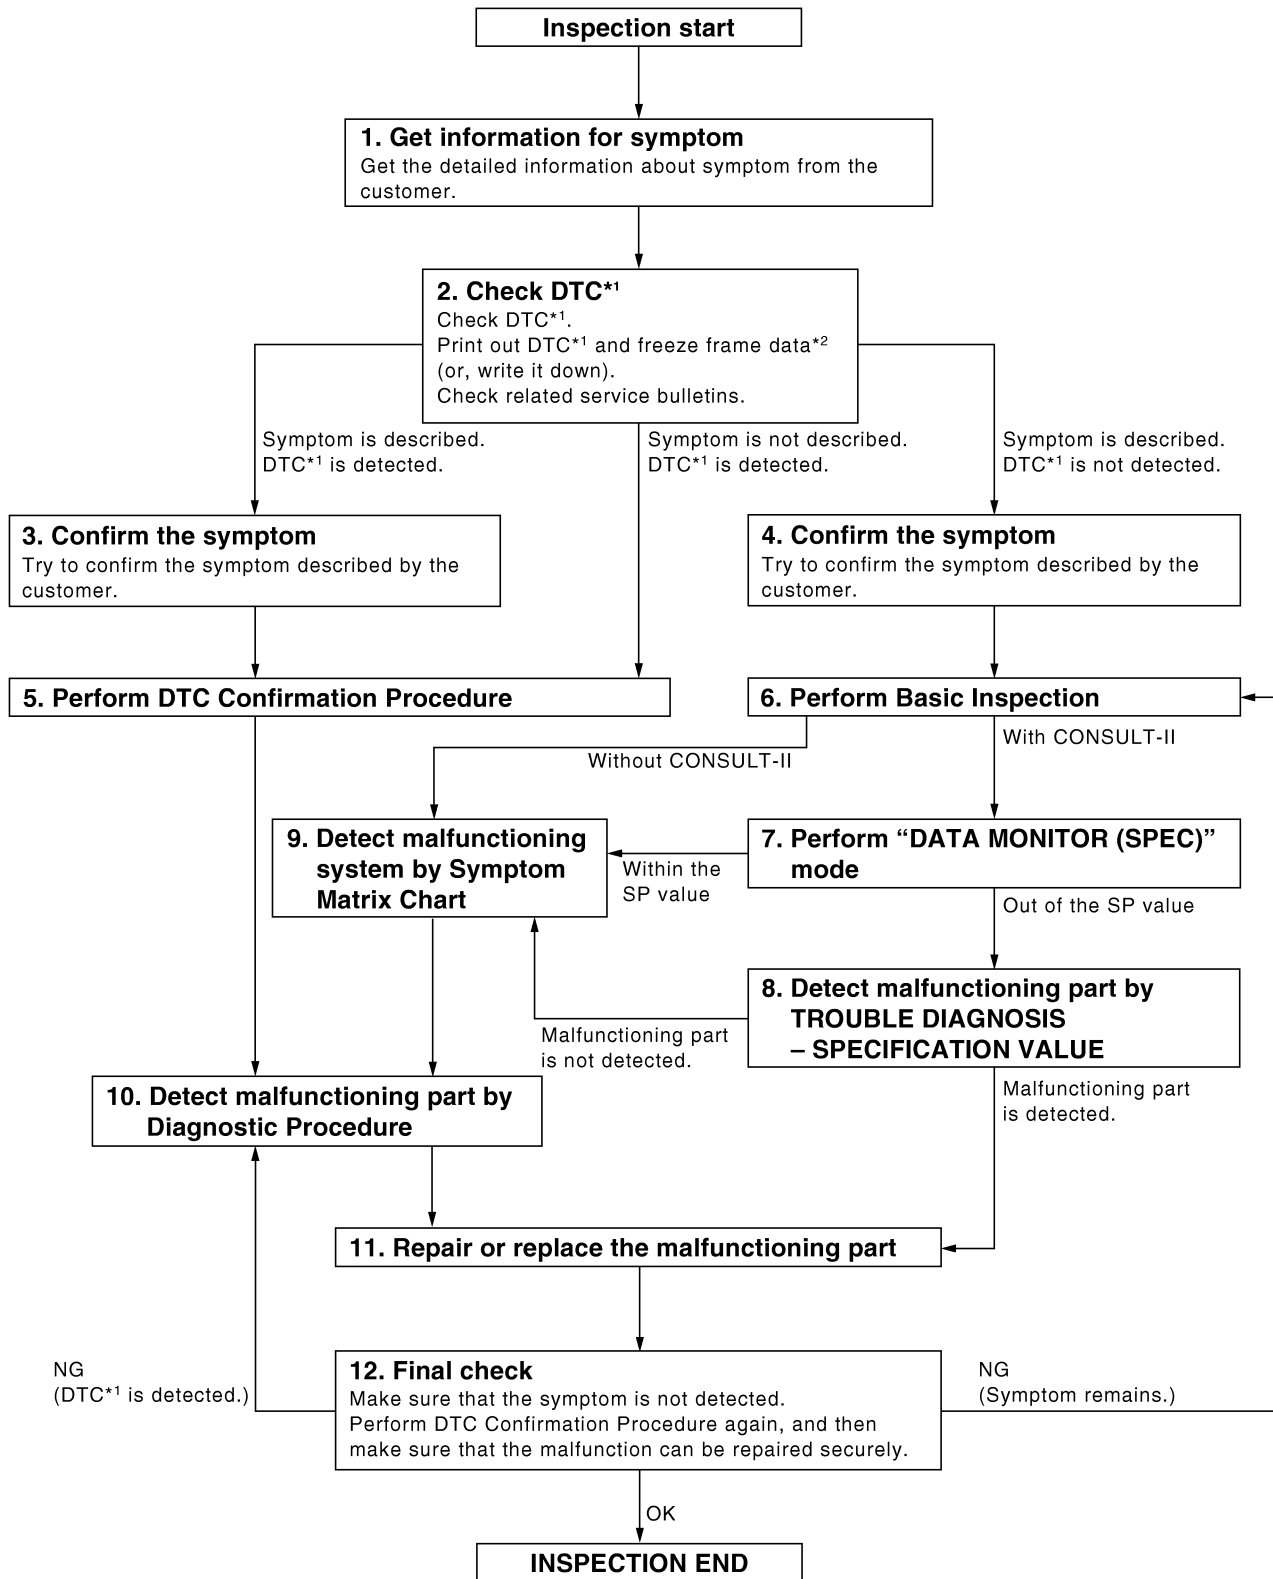 Inspection start
1. Get information for symptom
Get the detailed information about symptom from the
customer.
2. Check DTC*1
Check DTC*1.
Print out DTC*1 and freeze frame data*2
(or, write it down).
Check related service bulletins.
Symptom is described.
DTC*1 is detected.
Symptom is not described.
DTC*1 is detected.
Symptom is described.
DTC*1 is not detected.
3. Confirm the symptom
Try to confirm the symptom described by the
customer.
4. Confirm the symptom
Try to confirm the symptom described by the
customer.
5. Perform DTC Confirmation Procedure
6. Perform Basic Inspection
Without CONSULT-II
With CONSULT-II
9. Detect malfunctioning
system by Symptom
Matrix Chart
Within the
SP value
7. Perform “DATA MONITOR (SPEC)”
mode
Out of the SP value
8. Detect malfunctioning part by
TROUBLE DIAGNOSIS
– SPECIFICATION VALUE
Malfunctioning part
is not detected.
Malfunctioning part
is detected.
10. Detect malfunctioning part by
Diagnostic Procedure
11. Repair or replace the malfunctioning part
NG
(DTC*1 is detected.)
12. Final check
Make sure that the symptom is not detected.
Perform DTC Confirmation Procedure again, and then
make sure that the malfunction can be repaired securely.
NG
(Symptom remains.)
OK
INSPECTION END